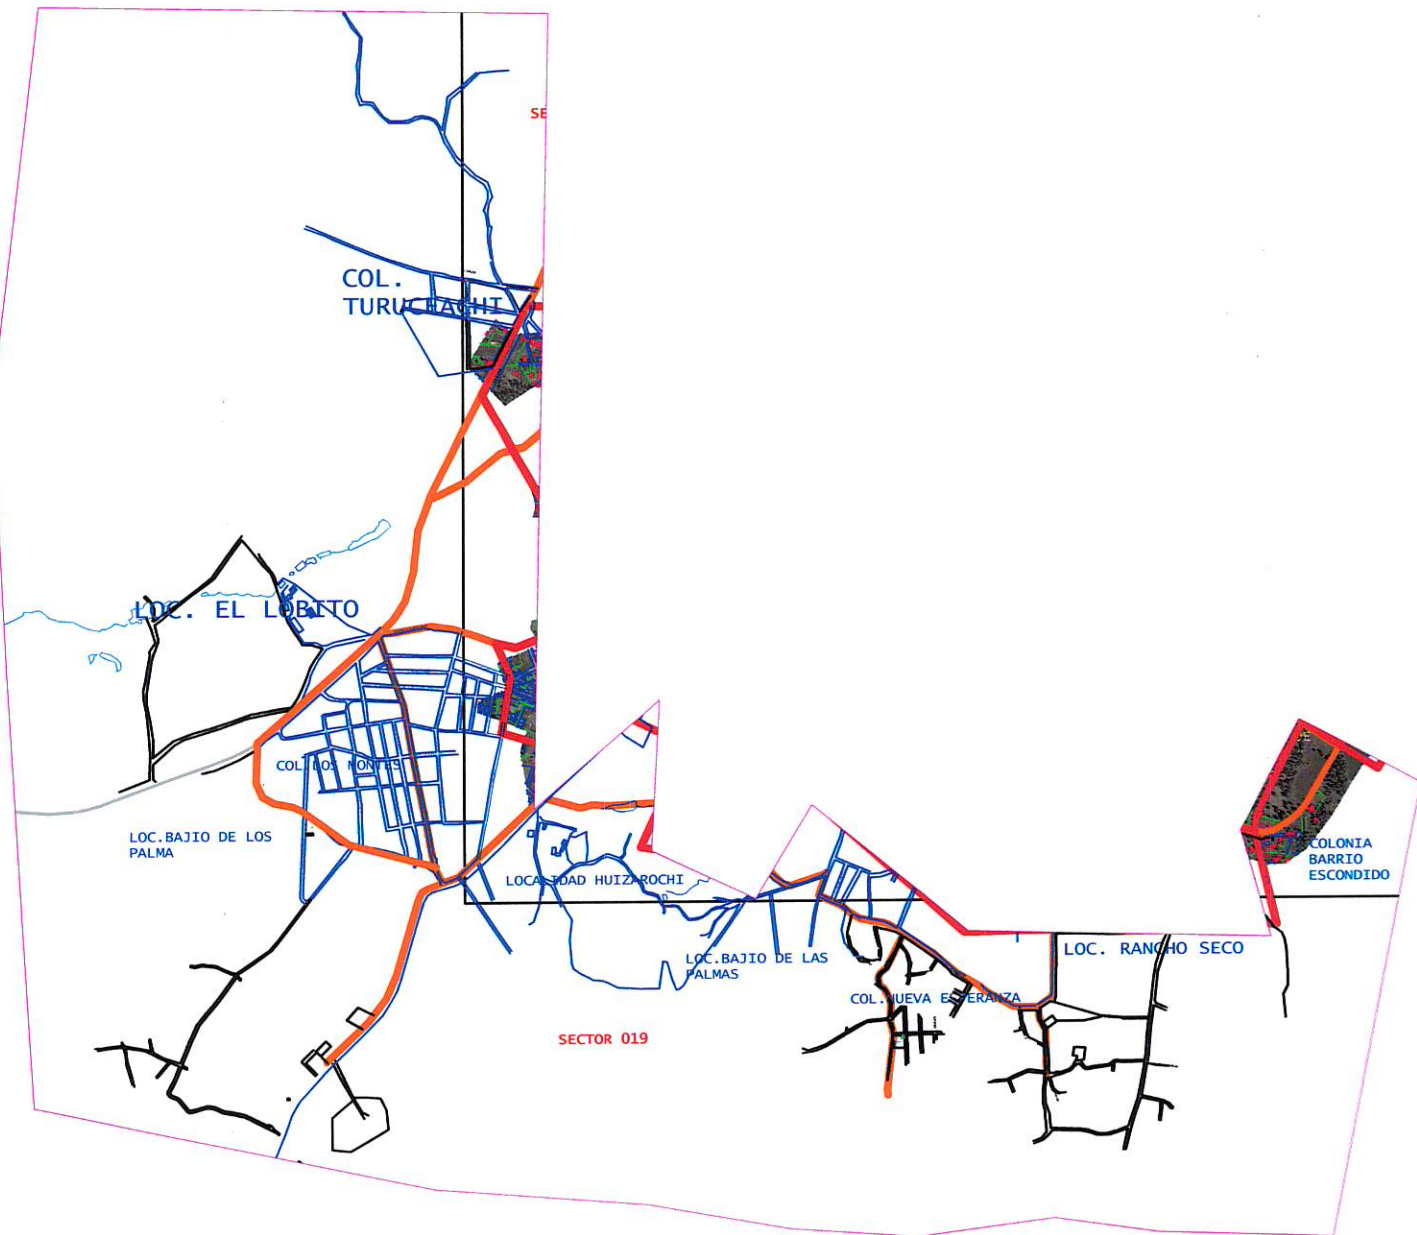 SE
COL.
TURUCHACHI
LOC. EL LOBITO
COL. LOS MONTES
LOC.BAJIO DE LOS
PALMA
LOCALIDAD HUIZAROCHI
COLONIA
BARRIO
ESCONDIDO
LOC.BAJIO DE LAS
PALMAS
LOC. RANCHO SECO
COL. NUEVA ESPERANZA
SECTOR 019